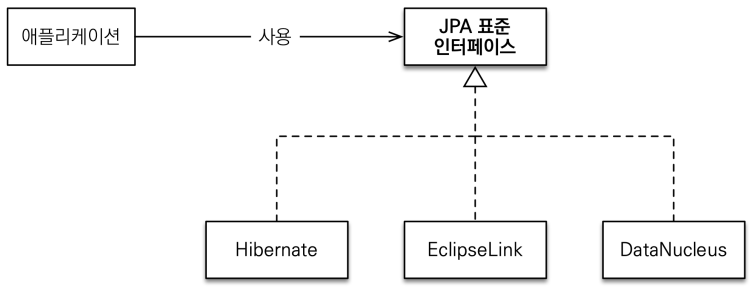 애플리케이션
사용
JPA 표준
인터페이스
Hibernate
EclipseLink
DataNucleus